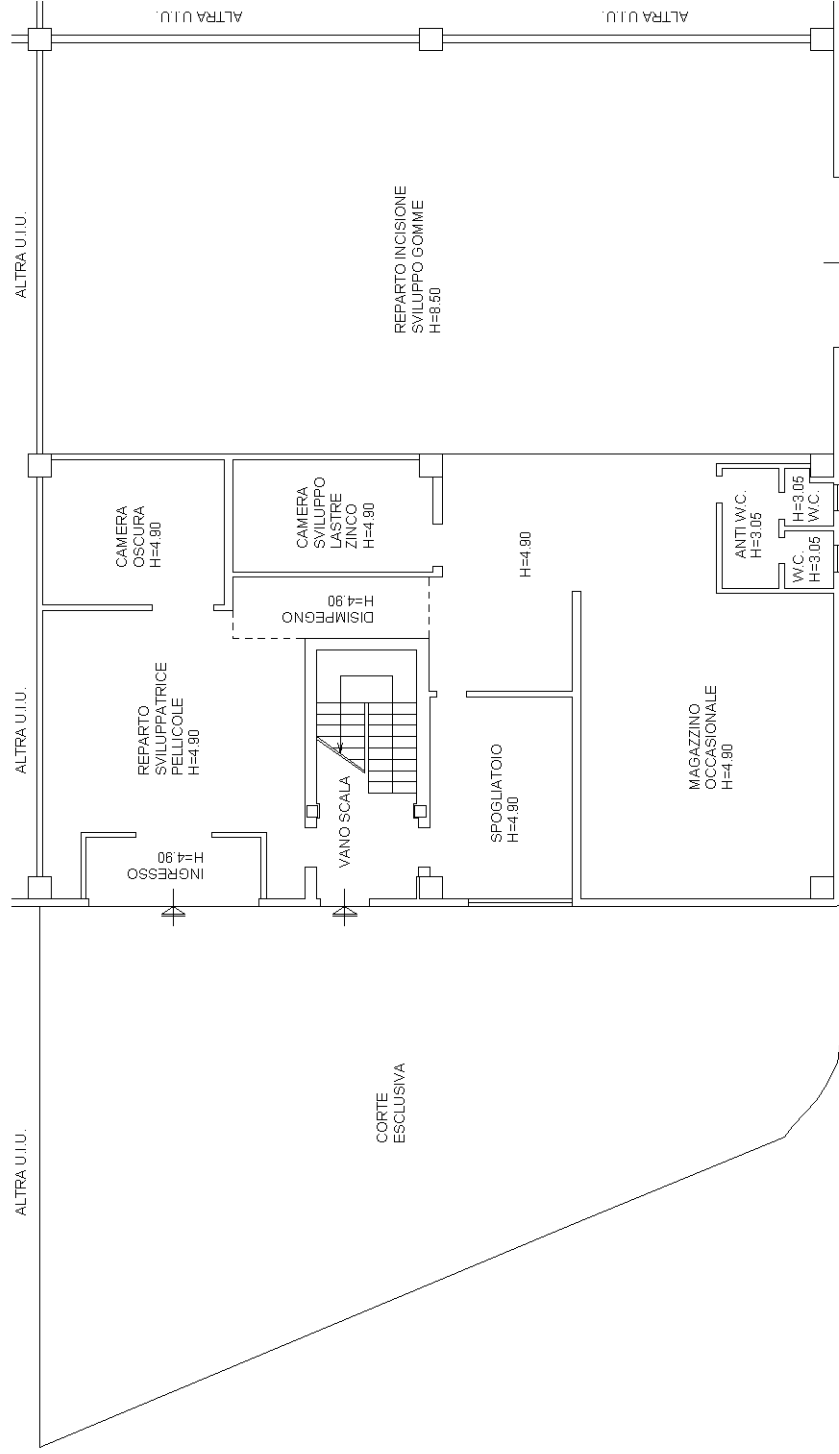 ALTRA U.I.U.
ALTRA U.I.U.
ALTRA U.I.U.
REPARTO INCISIONE
SVILUPPO GOMME
H=8.50
CAMERA
OSCURA
H=4.90
CAMERA
SVILUPPO
LASTRE
ZINCO
H=4.90
H=4.90
ANTI W.C.
H=3.05
H=3.05
W.C.
W.C.
H=3.05
DISIMPEGNO
H=4.90
ALTRA U.I.U.
REPARTO
SVILUPPATRICE
PELLICOLE
H=4.90
INGRESSO
H=4.90
VANO SCALA
SPOGLIATOIO
H=4.90
MAGAZZINO
OCCASIONALE
H=4.90
ALTRA U.I.U.
CORTE
ESCLUSIVA